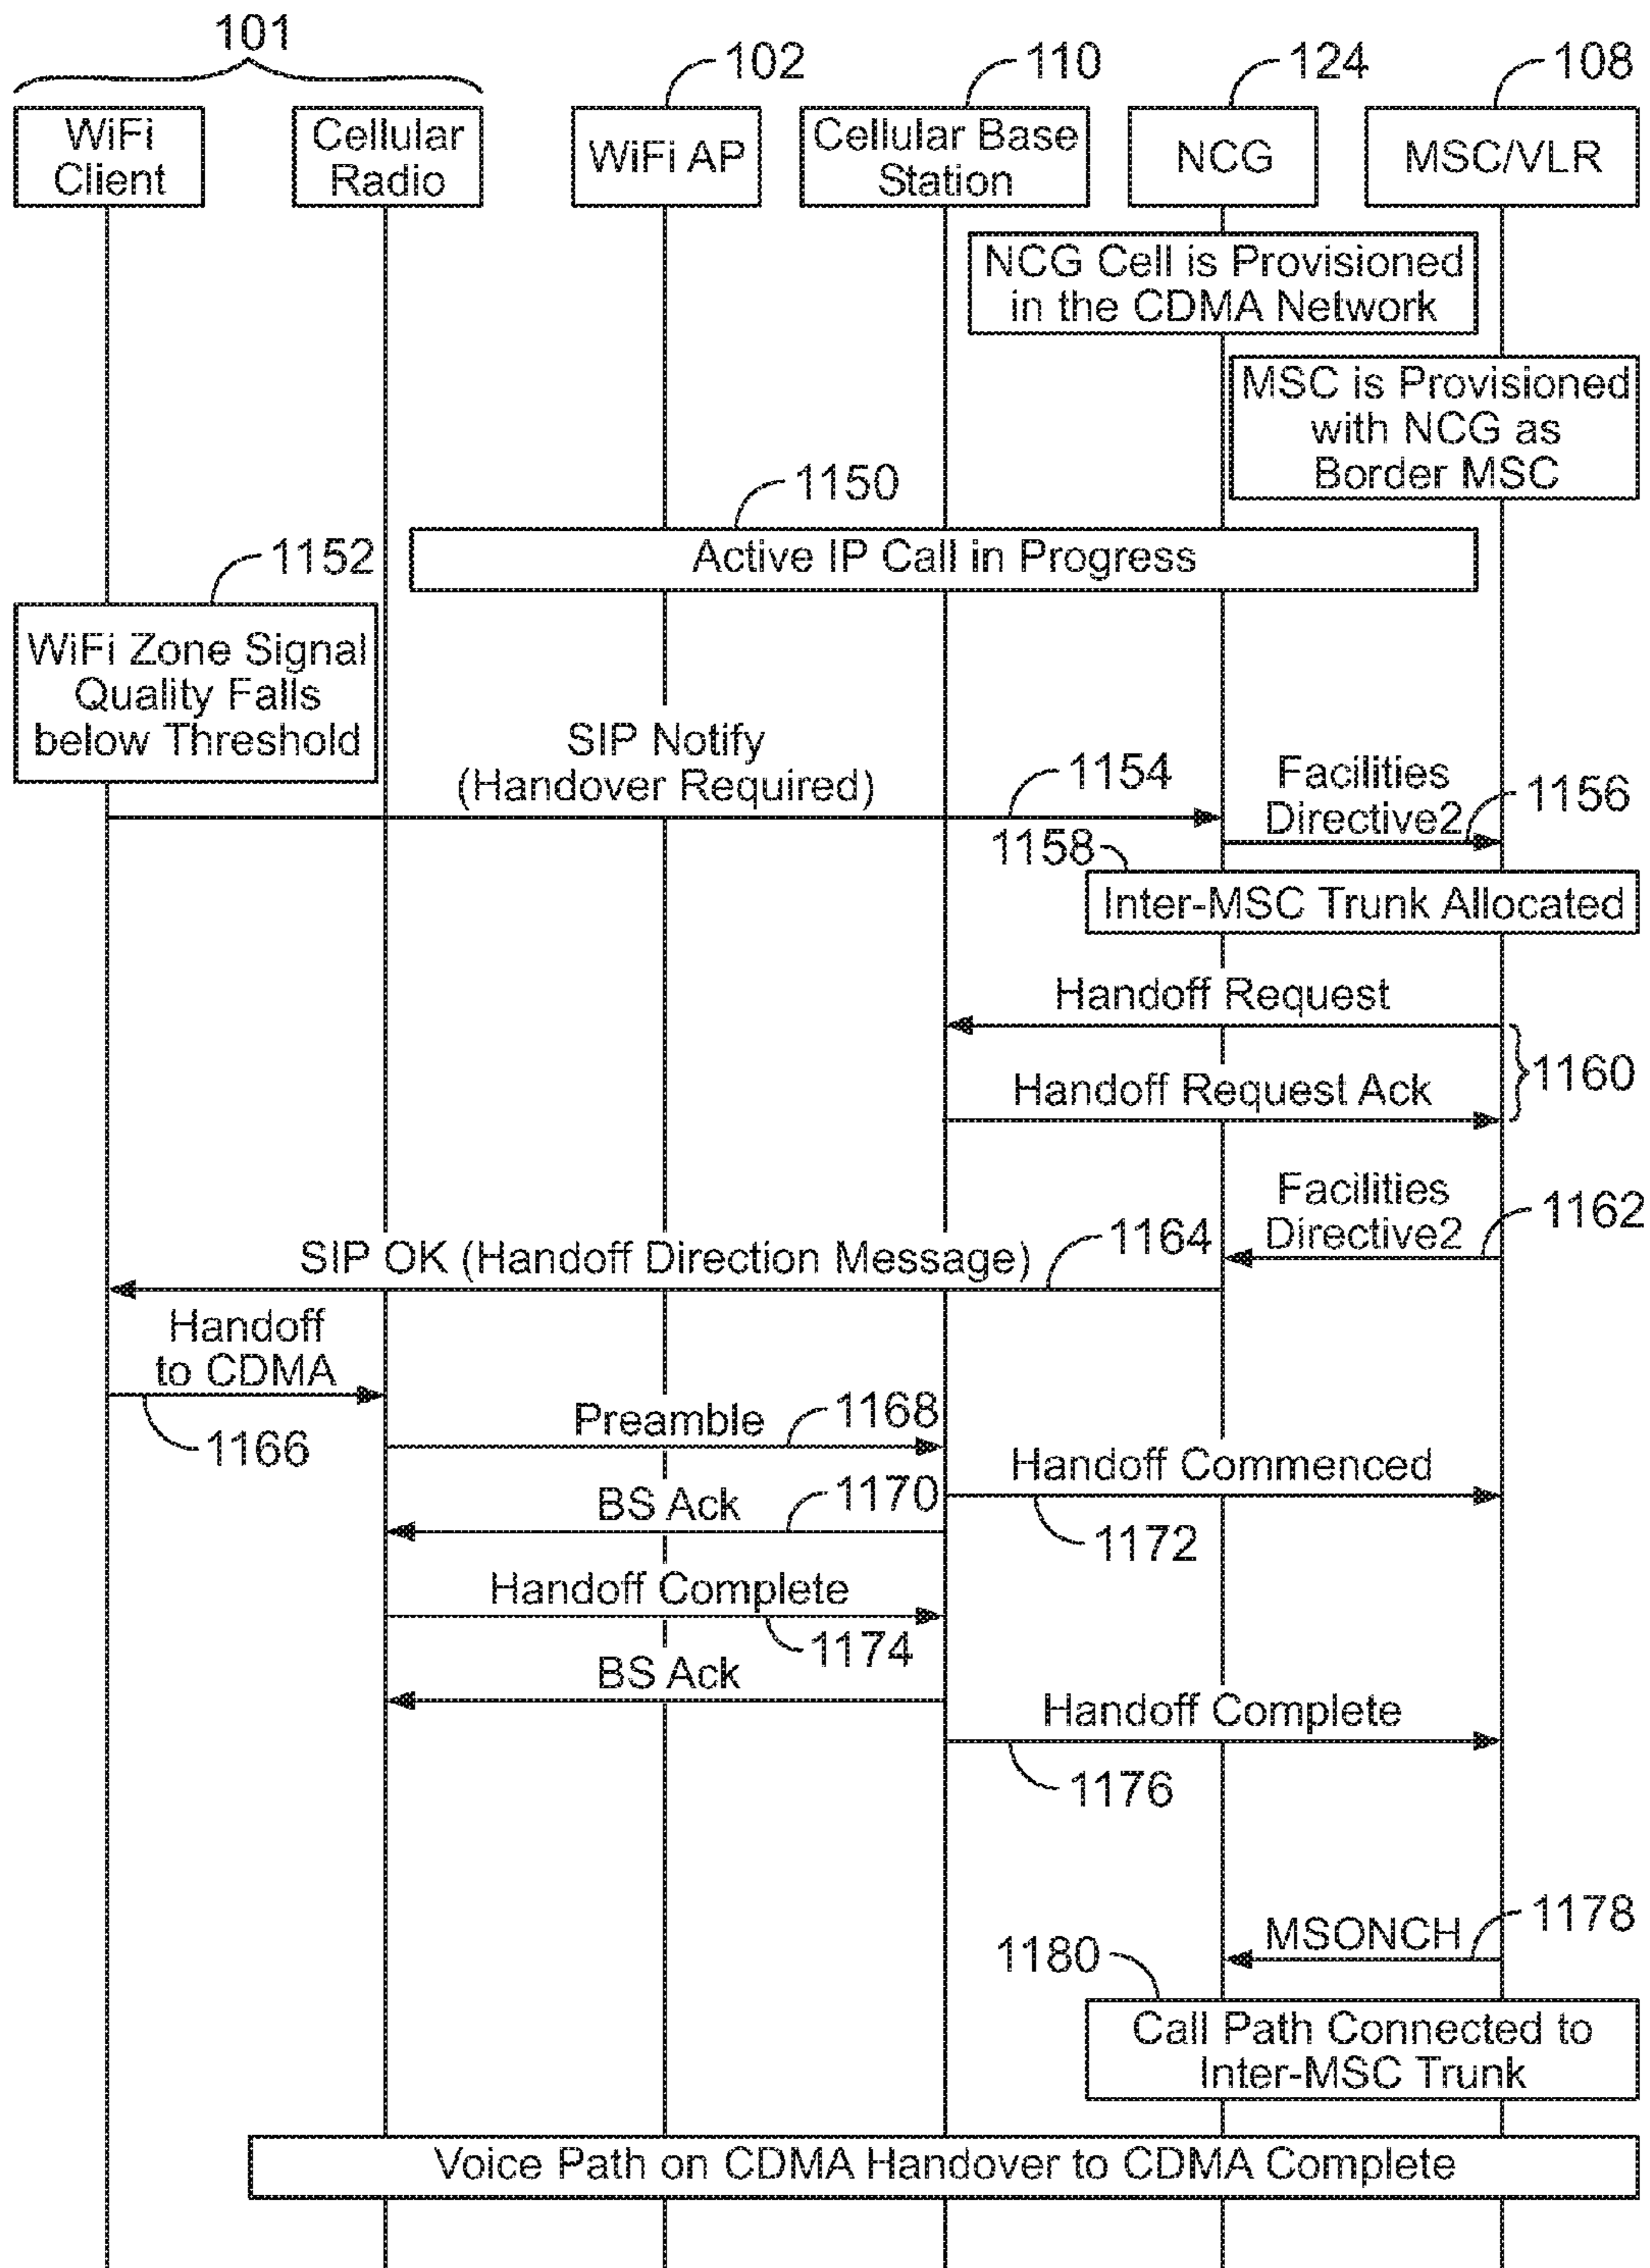 101
102
110
124
108
WiFi
Client
Cellular
Radio
WiFi AP
Cellular Base
Station
NCG
MSC/VLR
NCG Cell is Provisioned
in the CDMA Network
MSC is Provisioned
with NCG as
Border MSC
1150
Active IP Call in Progress
1152
WiFi Zone Signal
Quality Falls
below Threshold
SIP Notify
(Handover Required)
1154
Facilities
Directive2
1156
1158
Inter-MSC Trunk Allocated
Handoff Request
1160
Handoff Request Ack
Facilities
Directive2
1162
SIP OK (Handoff Direction Message)
1164
Handoff
to CDMA
1166
Preamble
1168
Handoff Commenced
1170
BS Ack
1172
Handoff Complete
1174
BS Ack
Handoff Complete
1176
MSONCH
1178
1180
Call Path Connected to
Inter-MSC Trunk
Voice Path on CDMA Handover to CDMA Complete